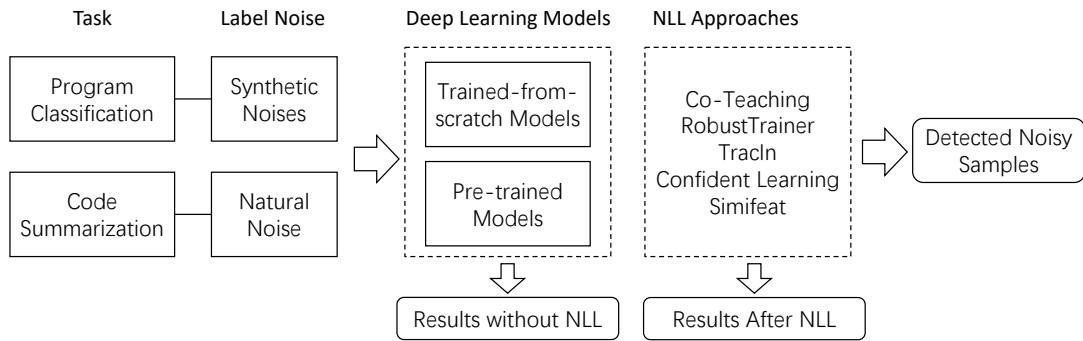 Task
Label Noise
Deep Learning Models
NLL Approaches
Program
Classification
Synthetic
Noises
Trained-from-
scratch Models
Co-Teaching
RobustTrainer
TracIn
Confident Learning
Simifeat
Detected Noisy
Samples
Code
Summarization
Natural
Noise
Pre-trained
Models
Results without NLL
Results After NLL